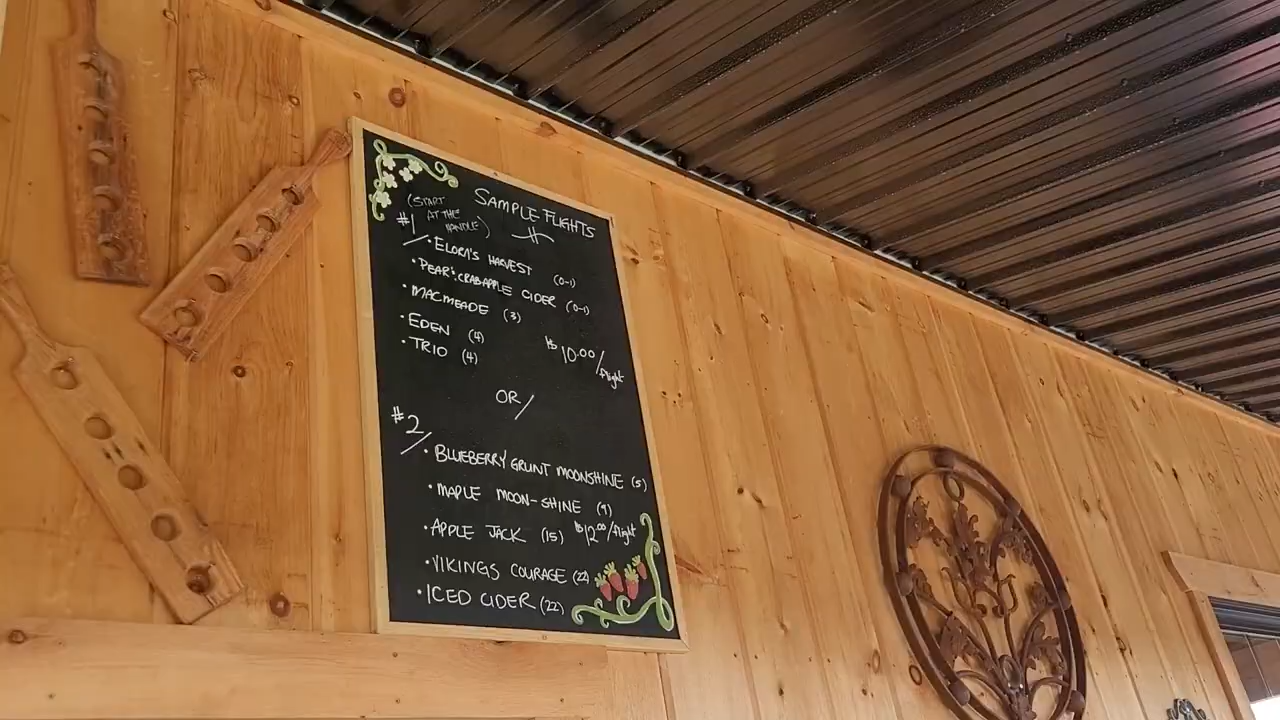 SAMPLE FLIGHTS
(START
AT THE
HANDLE)
#1
• ELORA'S HARVEST (0-1)
• PEAR & CRABAPPLE CIDER (0-1)
• MACMEADE (3)
• EDEN (4)
• TRIO (4)
$10.00/flight
OR/
#2
• BLUEBERRY GRUNT MOONSHINE (5)
• MAPLE MOON-SHINE (9)
• APPLE JACK (15) $12.00/flight
• VIKINGS COURAGE (22)
• ICED CIDER (22)